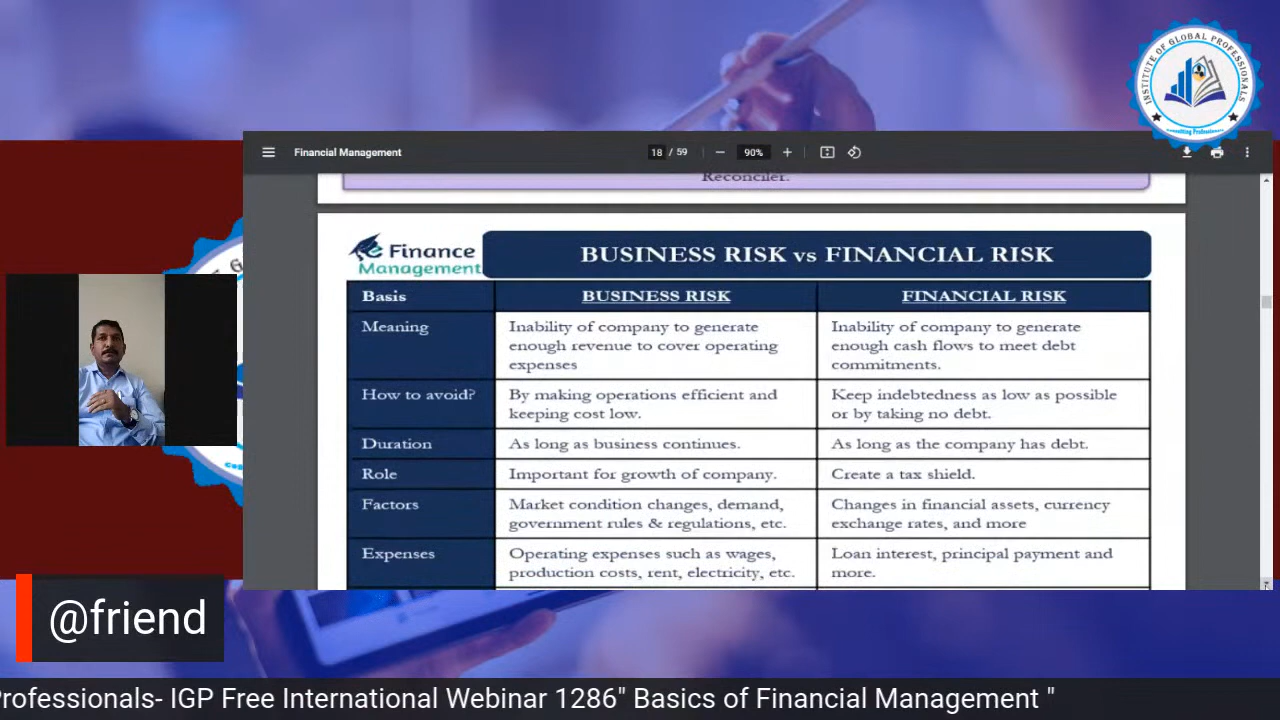 INSTITUTE OF GLOBAL PROFESSIONALS
Connecting Professionals
Financial Management
18 / 59
90%
Reconciler.
e Finance
Management
BUSINESS RISK vs FINANCIAL RISK
Basis
BUSINESS RISK
FINANCIAL RISK
Meaning
Inability of company to generate
enough revenue to cover operating
expenses
Inability of company to generate
enough cash flows to meet debt
commitments.
How to avoid?
By making operations efficient and
keeping cost low.
Keep indebtedness as low as possible
or by taking no debt.
Duration
As long as business continues.
As long as the company has debt.
Role
Important for growth of company.
Create a tax shield.
Factors
Market condition changes, demand,
government rules & regulations, etc.
Changes in financial assets, currency
exchange rates, and more
Expenses
Operating expenses such as wages,
production costs, rent, electricity, etc.
Loan interest, principal payment and
more.
@friend
rofessionals- IGP Free International Webinar 1286" Basics of Financial Management "